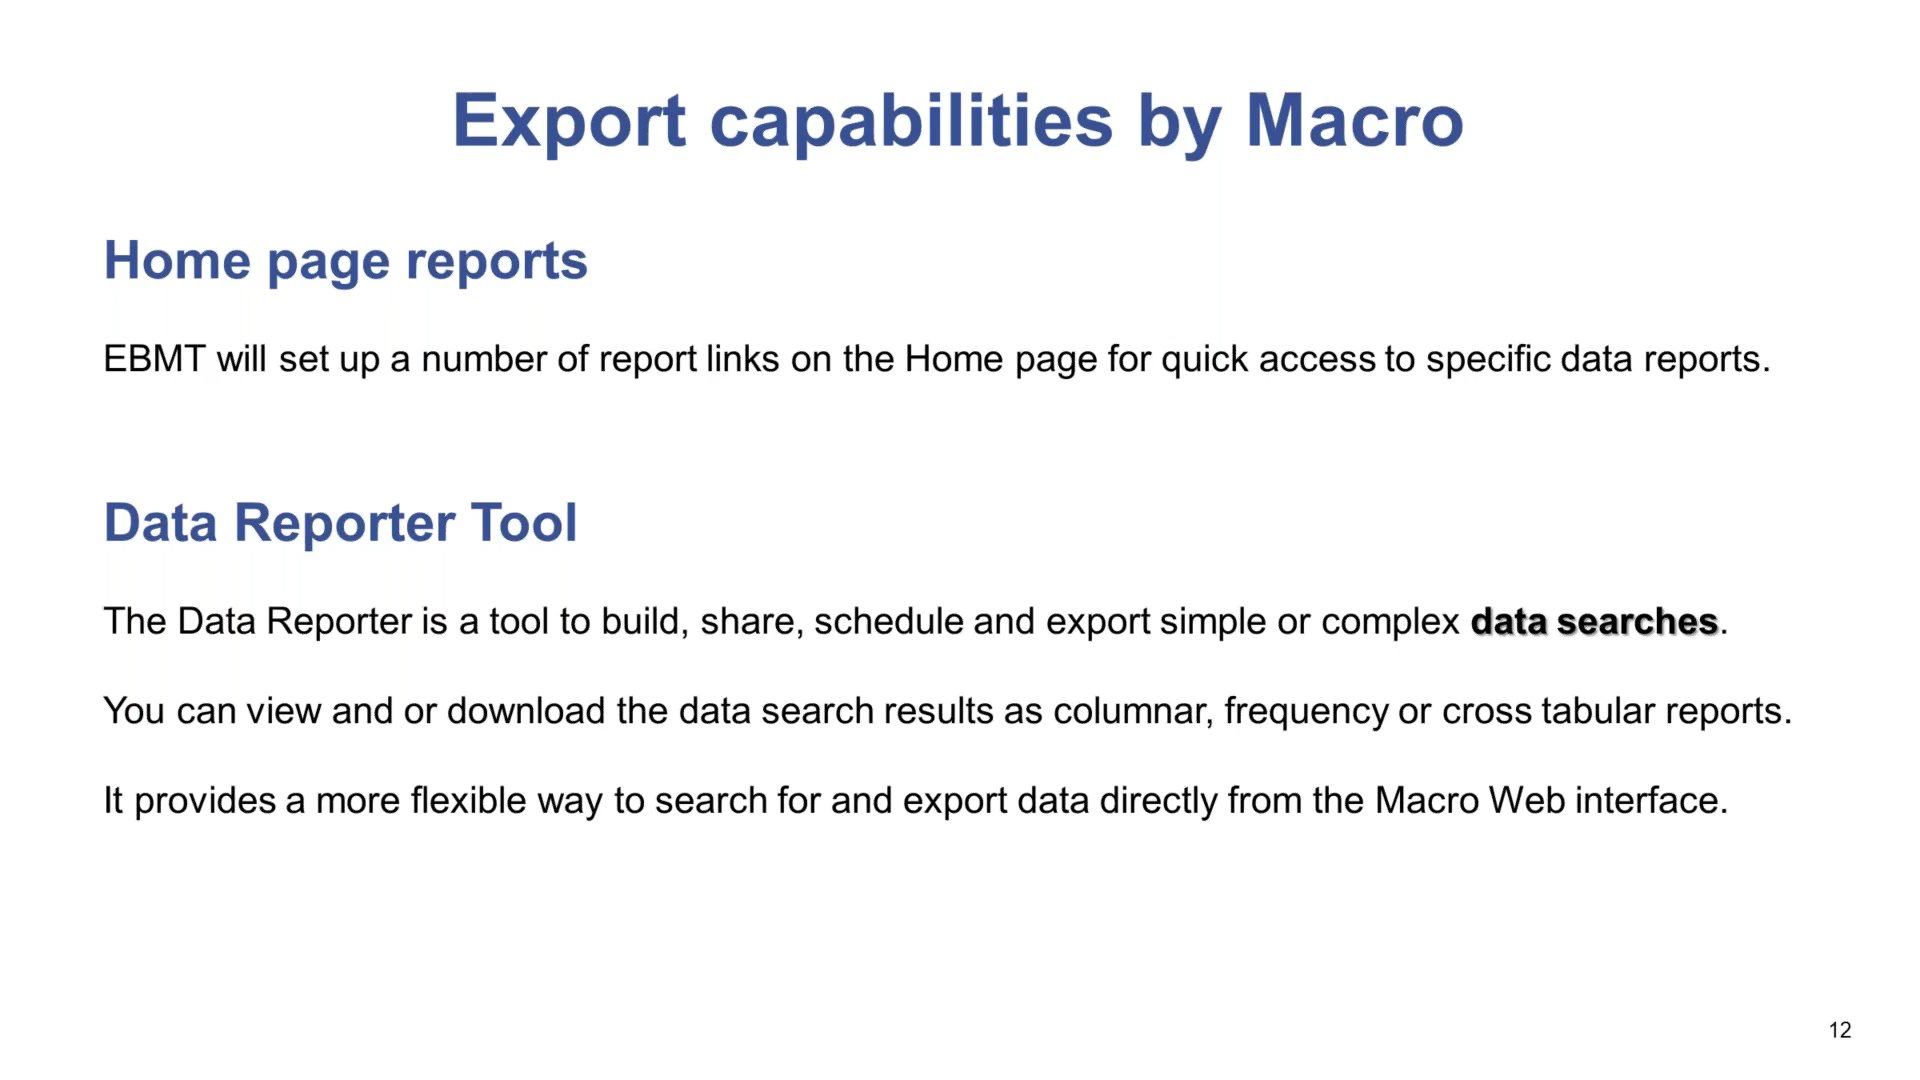 Export capabilities by Macro
Home page reports
EBMT will set up a number of report links on the Home page for quick access to specific data reports.
Data Reporter Tool
The Data Reporter is a tool to build, share, schedule and export simple or complex data searches.
You can view and or download the data search results as columnar, frequency or cross tabular reports.
It provides a more flexible way to search for and export data directly from the Macro Web interface.
12